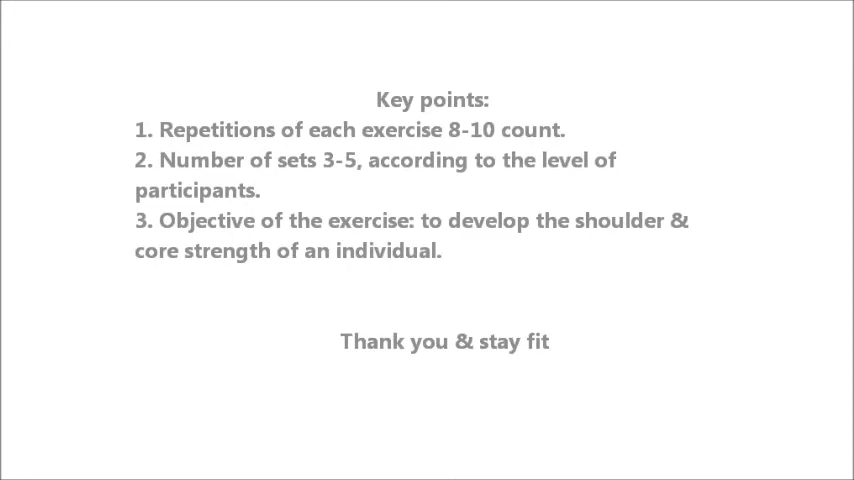 Key points:
1. Repetitions of each exercise 8-10 count.
2. Number of sets 3-5, according to the level of
participants.
3. Objective of the exercise: to develop the shoulder &
core strength of an individual.
Thank you & stay fit